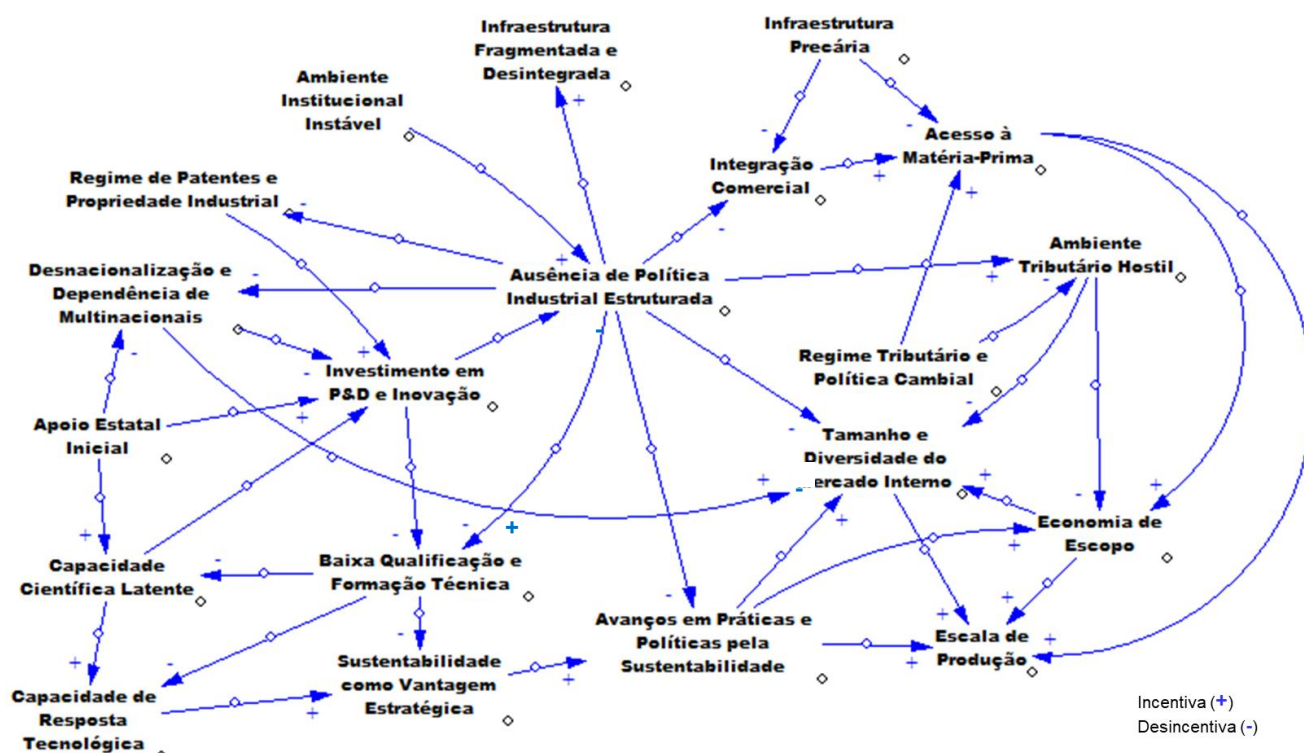 Infraestrutura
Fragmentada e
Desintegrada
Infraestrutura
Precária
Ambiente
Institucional
Instável
Acesso à
Matéria-Prima
Integração
Comercial
Regime de Patentes e
Propriedade Industrial
Ambiente
Tributário Hostil
Desnacionalização e
Dependência de
Multinacionais
Ausência de Política
Industrial Estruturada
Regime Tributário e
Política Cambial
Investimento em
P&D e Inovação
Apoio Estatal
Inicial
Tamanho e
Diversidade do
ercado Interno
Economia de
Escopo
Capacidade
Científica Latente
Baixa Qualificação e
Formação Técnica
Avanços em Práticas e
Políticas pela
Sustentabilidade
Escala de
Produção
Sustentabilidade
como Vantagem
Estratégica
Capacidade de
Resposta
Tecnológica
Incentiva (+)
Desincentiva (-)